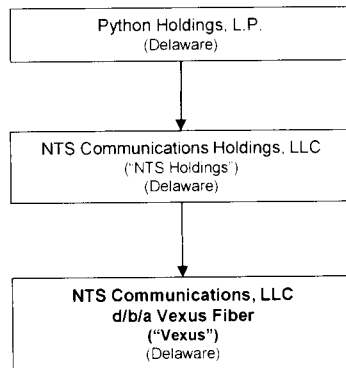 Python Holdings, L.P.
(Delaware)
NTS Communications Holdings, LLC
("NTS Holdings")
(Delaware)
NTS Communications, LLC
d/b/a Vexus Fiber
("Vexus")
(Delaware)